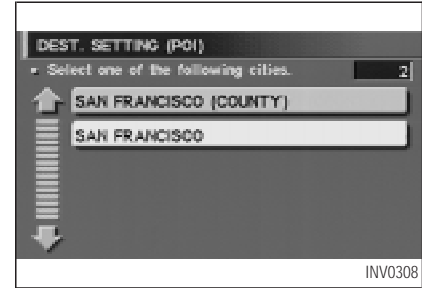 DEST. SETTING (POI)
Select one of the following cities.
2
SAN FRANCISCO (COUNTY)
SAN FRANCISCO
INV0308